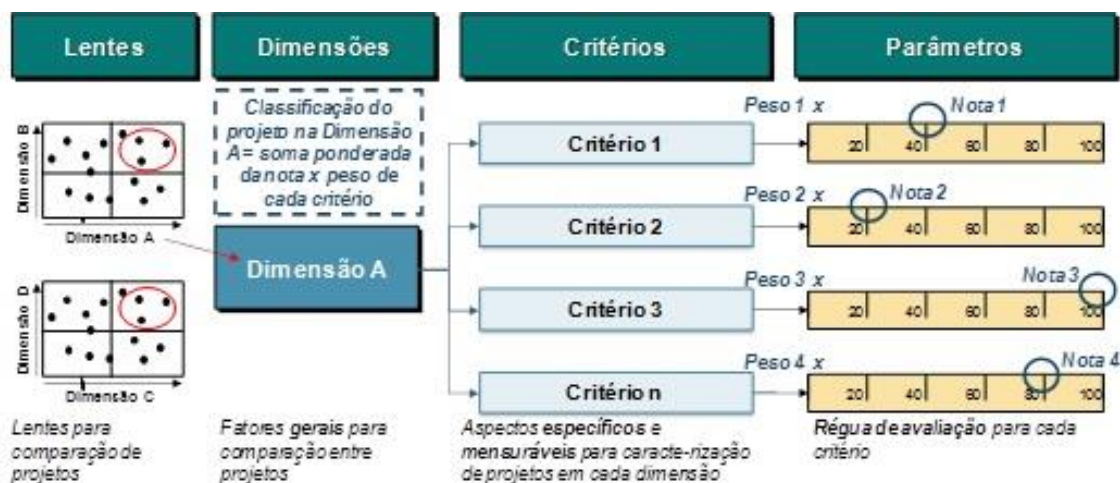 Lentes
Dimensões
Critérios
Parâmetros
Dimensão B
Dimensão A
Dimensão D
Dimensão C
Classificação do
projeto na Dimensão
A= soma ponderada
da nota x peso de
cada critério
Dimensão A
Critério 1
Critério 2
Critério 3
Critério n
Peso 1 x
Nota 1
20 40 60 80 100
Peso 2 x
Nota 2
20 40 60 80 100
Peso 3 x
Nota 3
20 40 60 80 100
Peso 4 x
Nota 4
20 40 60 80 100
Lentes para
comparação de
projetos
Fatores gerais para
comparação entre
projetos
Aspectos específicos e
mensuráveis para caracte-rização
de projetos em cada dimensão
Régua de avaliação para cada
critério